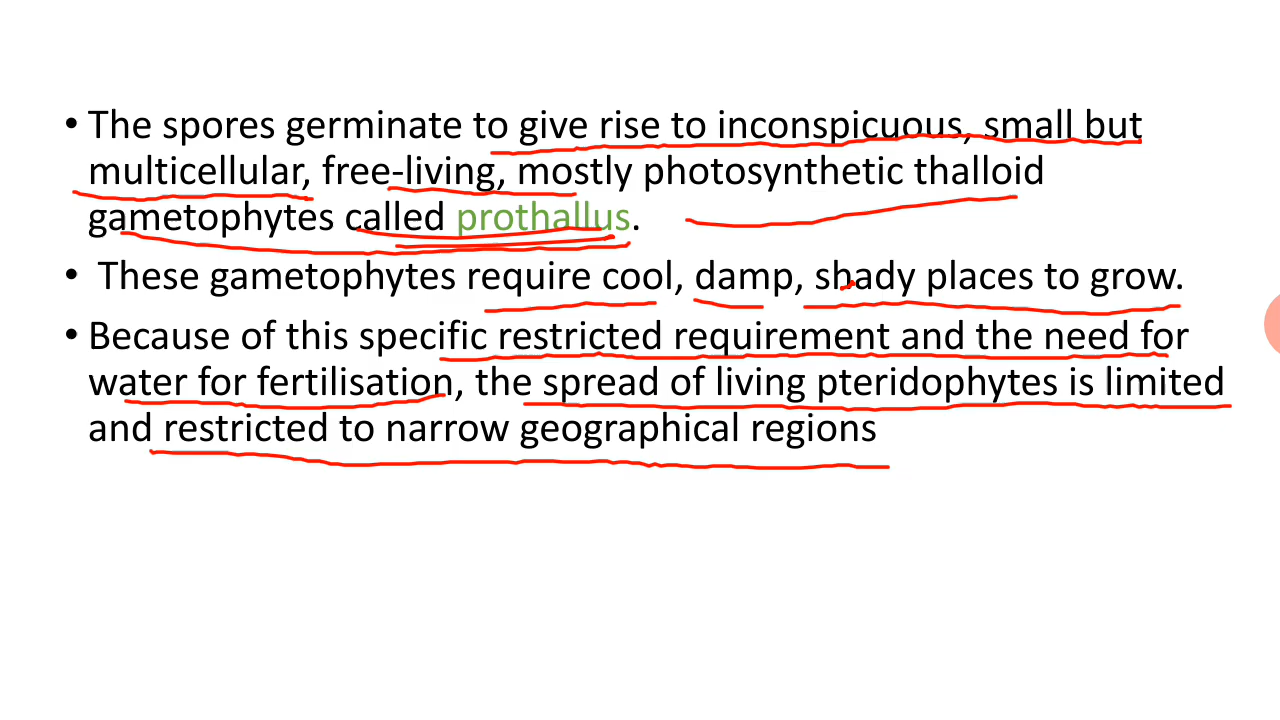 • The spores germinate to give rise to inconspicuous, small but
multicellular, free-living, mostly photosynthetic thalloid
gametophytes called prothallus.
• These gametophytes require cool, damp, shady places to grow.
• Because of this specific restricted requirement and the need for
water for fertilisation, the spread of living pteridophytes is limited
and restricted to narrow geographical regions